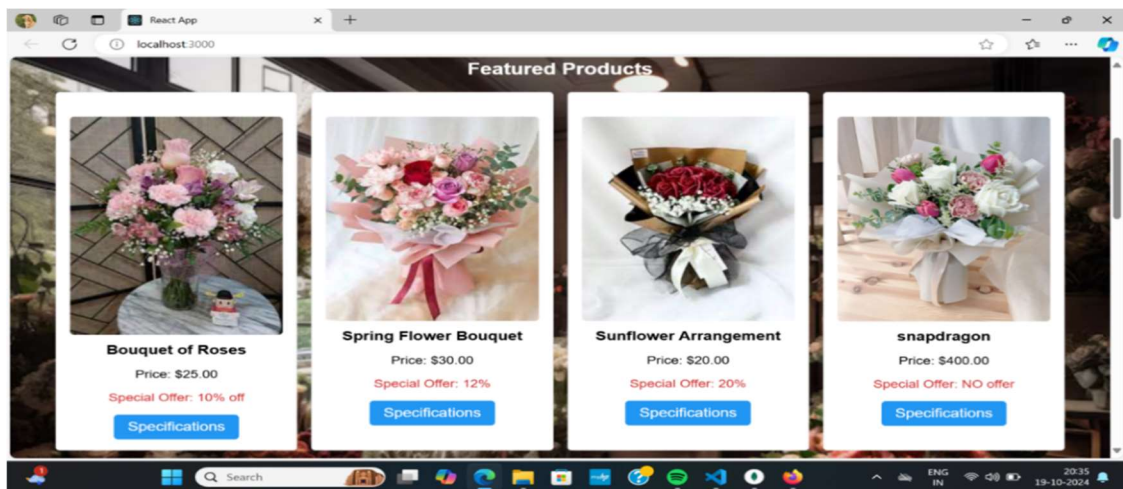 React App
localhost:3000
Featured Products
Bouquet of Roses
Price: $25.00
Special Offer: 10% off
Specifications
Spring Flower Bouquet
Price: $30.00
Special Offer: 12%
Specifications
Sunflower Arrangement
Price: $20.00
Special Offer: 20%
Specifications
snapdragon
Price: $400.00
Special Offer: NO offer
Specifications
Search
ENG
IN
20:35
19-10-2024